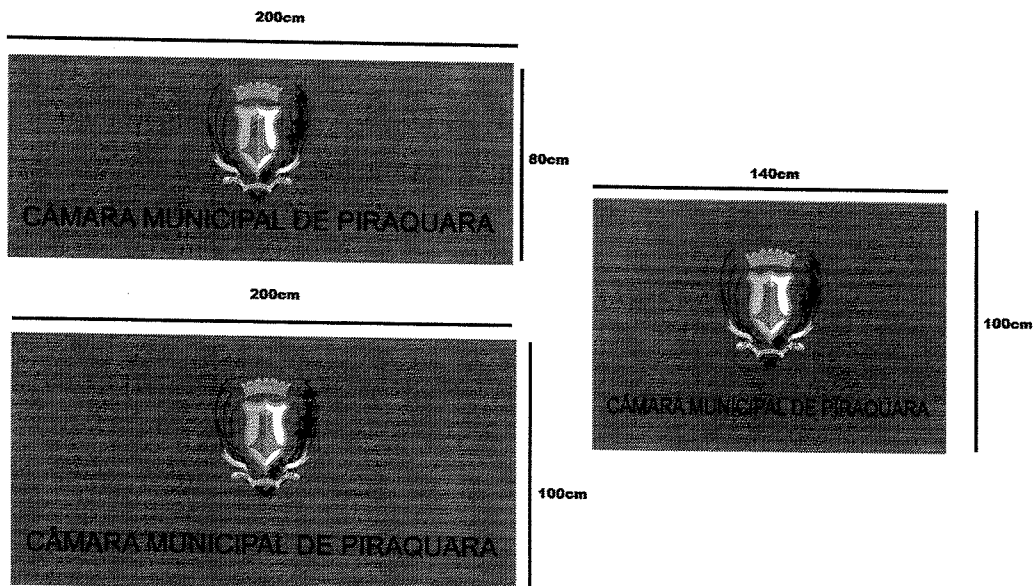 200cm
80cm
CÂMARA MUNICIPAL DE PIRAQUARA
200cm
100cm
CÂMARA MUNICIPAL DE PIRAQUARA
140cm
100cm
CÂMARA MUNICIPAL DE PIRAQUARA